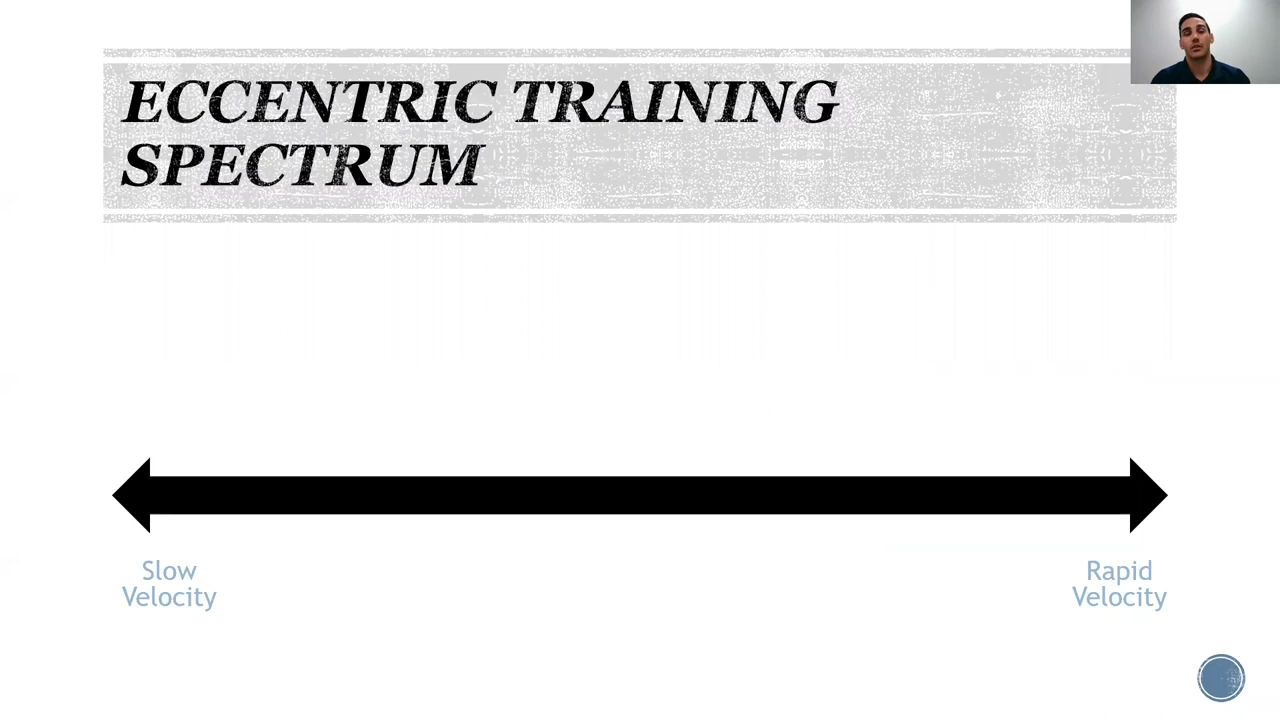 ECCENTRIC TRAINING
SPECTRUM
Slow
Velocity
Rapid
Velocity